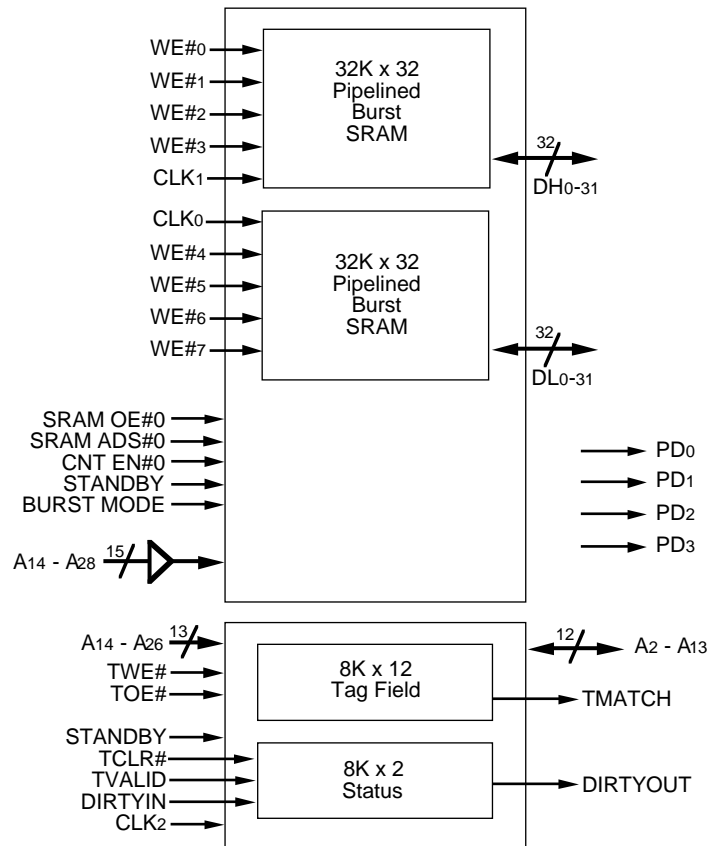 WE#0
WE#1
WE#2
WE#3
CLK1
32K x 32
Pipelined
Burst
SRAM
32
DH0-31
CLK0
WE#4
WE#5
WE#6
WE#7
32K x 32
Pipelined
Burst
SRAM
32
DL0-31
SRAM OE#0
SRAM ADS#0
CNT EN#0
STANDBY
BURST MODE
PD0
PD1
PD2
PD3
A14 - A28
15
A14 - A26
13
TWE#
TOE#
8K x 12
Tag Field
12
A2 - A13
TMATCH
STANDBY
TCLR#
TVALID
DIRTYIN
CLK2
8K x 2
Status
DIRTYOUT